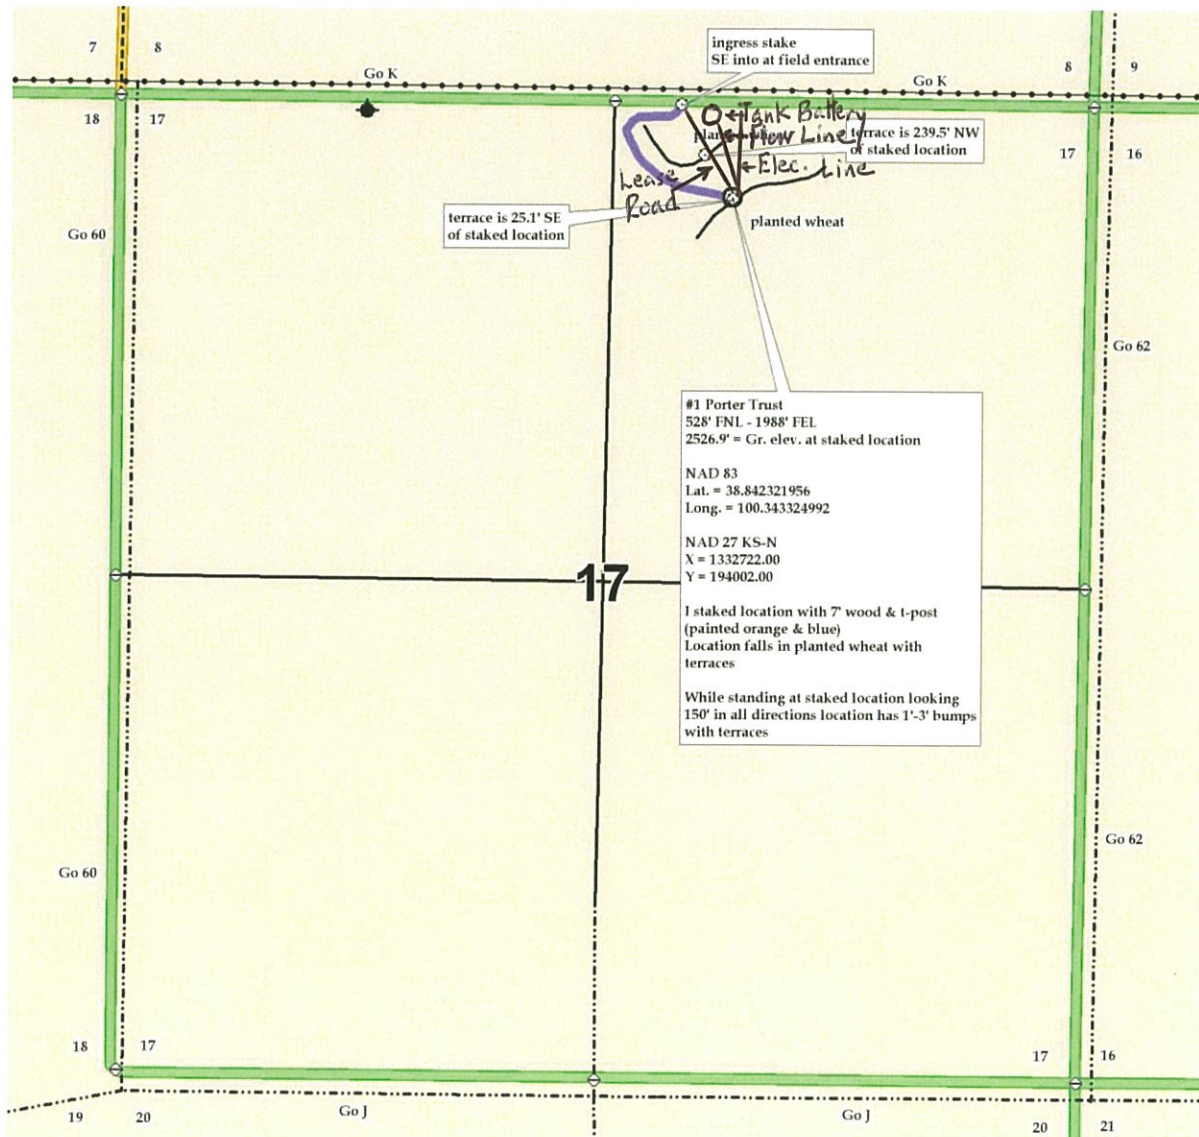 7
8
Go K
ingress stake
SE into at field entrance
Go K
8
9
18
17
Tank Battery
Flow Line
terrace is 239.5' NW
of staked location
17
16
Elec. Line
Lease
Road
terrace is 25.1' SE
of staked location
planted wheat
Go 60
Go 62
#1 Porter Trust
528' FNL - 1988' FEL
2526.9' = Gr. elev. at staked location
NAD 83
Lat. = 38.842321956
Long. = 100.343324992
NAD 27 KS-N
X = 1332722.00
Y = 194002.00
17
I staked location with 7' wood & t-post
(painted orange & blue)
Location falls in planted wheat with
terraces
While standing at staked location looking
150' in all directions location has 1'-3' bumps
with terraces
Go 60
Go 62
18
17
17
16
19
20
Go J
Go J
20
21